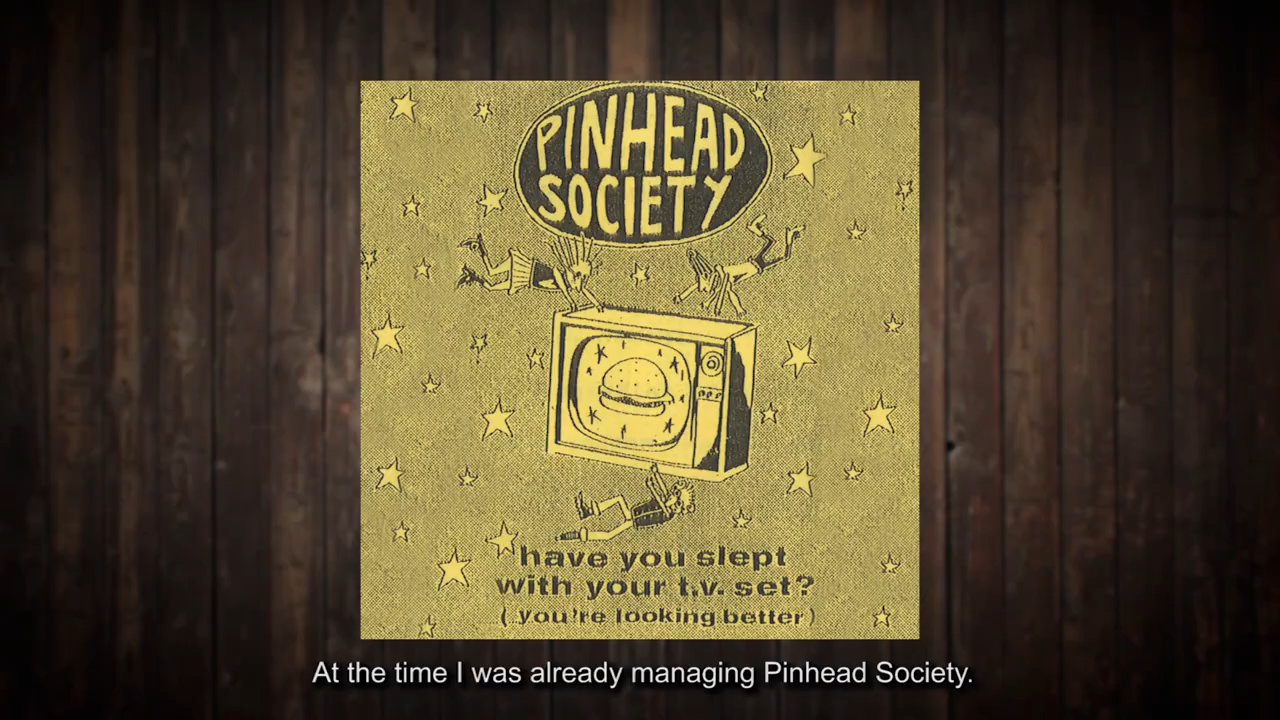 PINHEAD
SOCIETY
have you slept
with your t.v. set?
(you're looking better)
At the time I was already managing Pinhead Society.